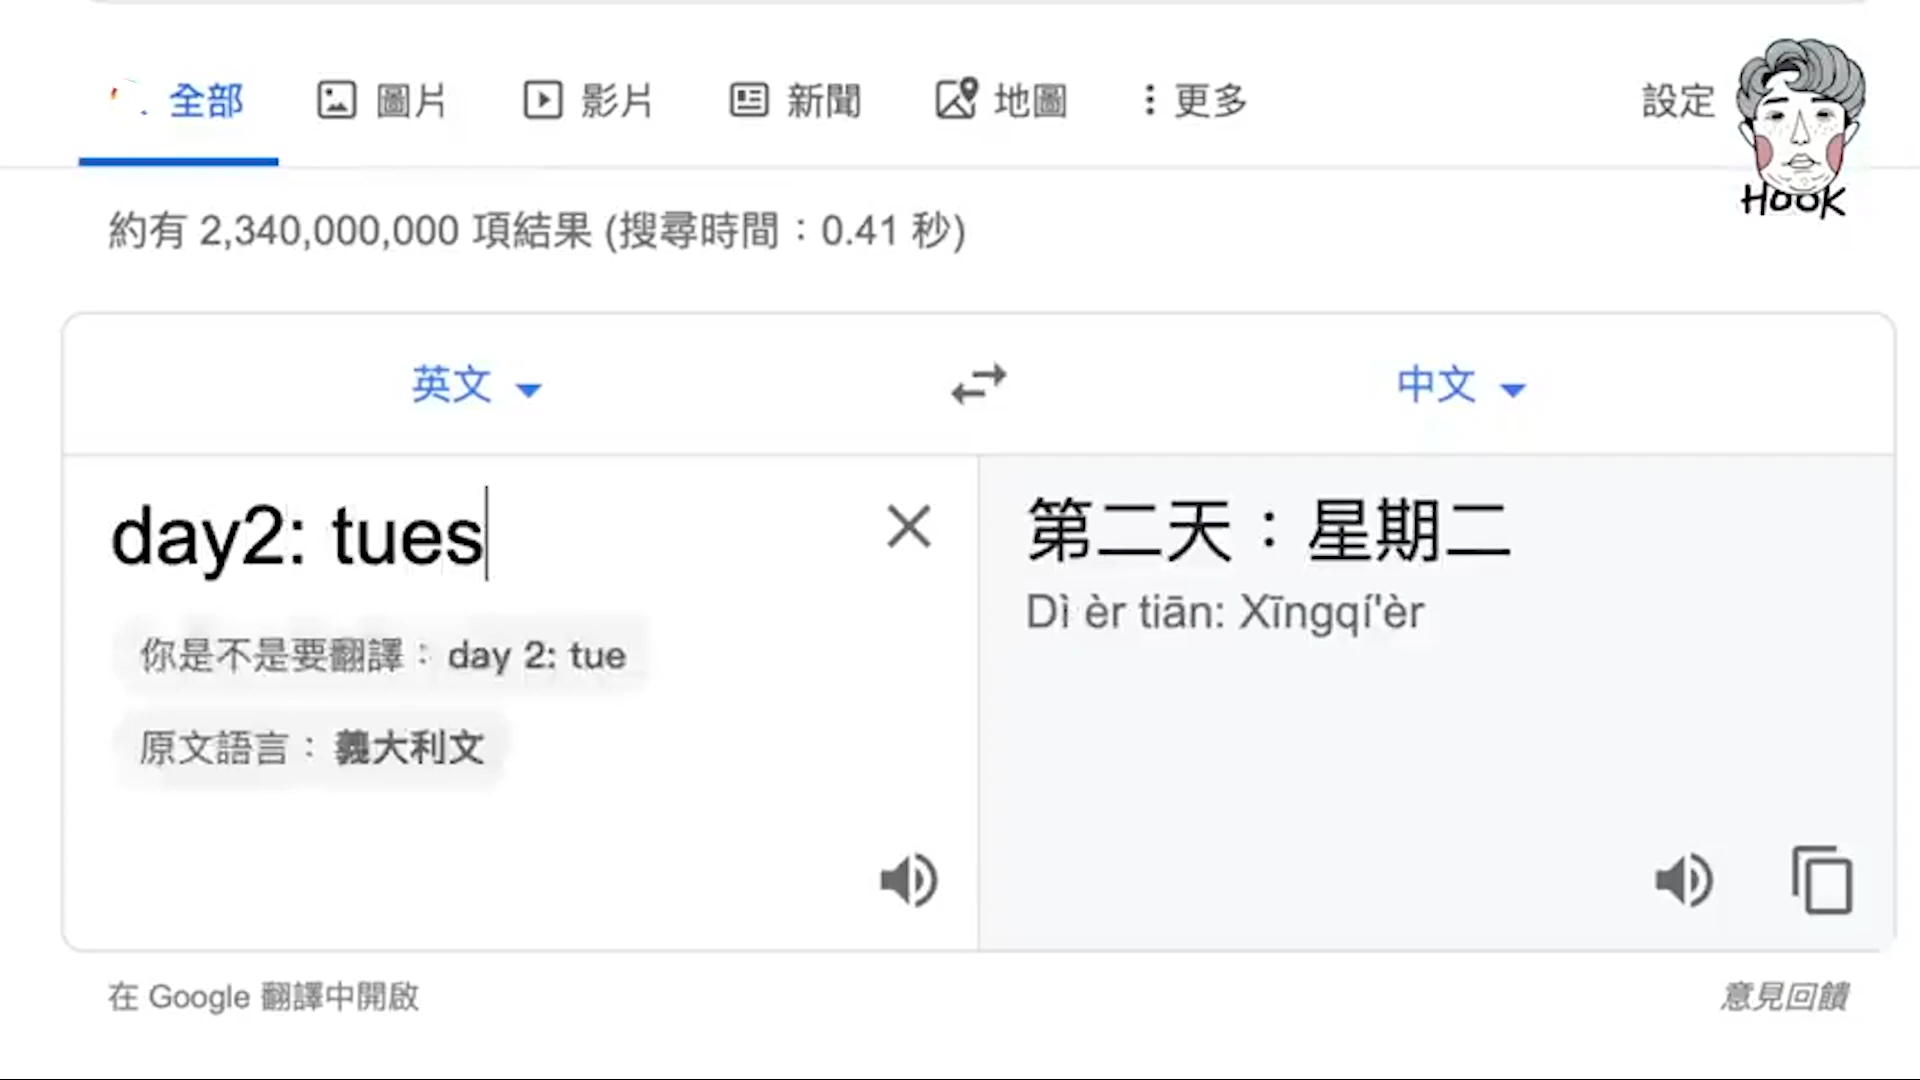 全部 圖片 影片 新聞 地圖 更多 設定
HOOK
約有 2,340,000,000 項結果 (搜尋時間：0.41 秒)
英文 中文
day2: tues
第二天：星期二
Dì èr tiān: Xīngqí'èr
你是不是要翻譯： day 2: tue
原文語言： 義大利文
在 Google 翻譯中開啟
意見回饋